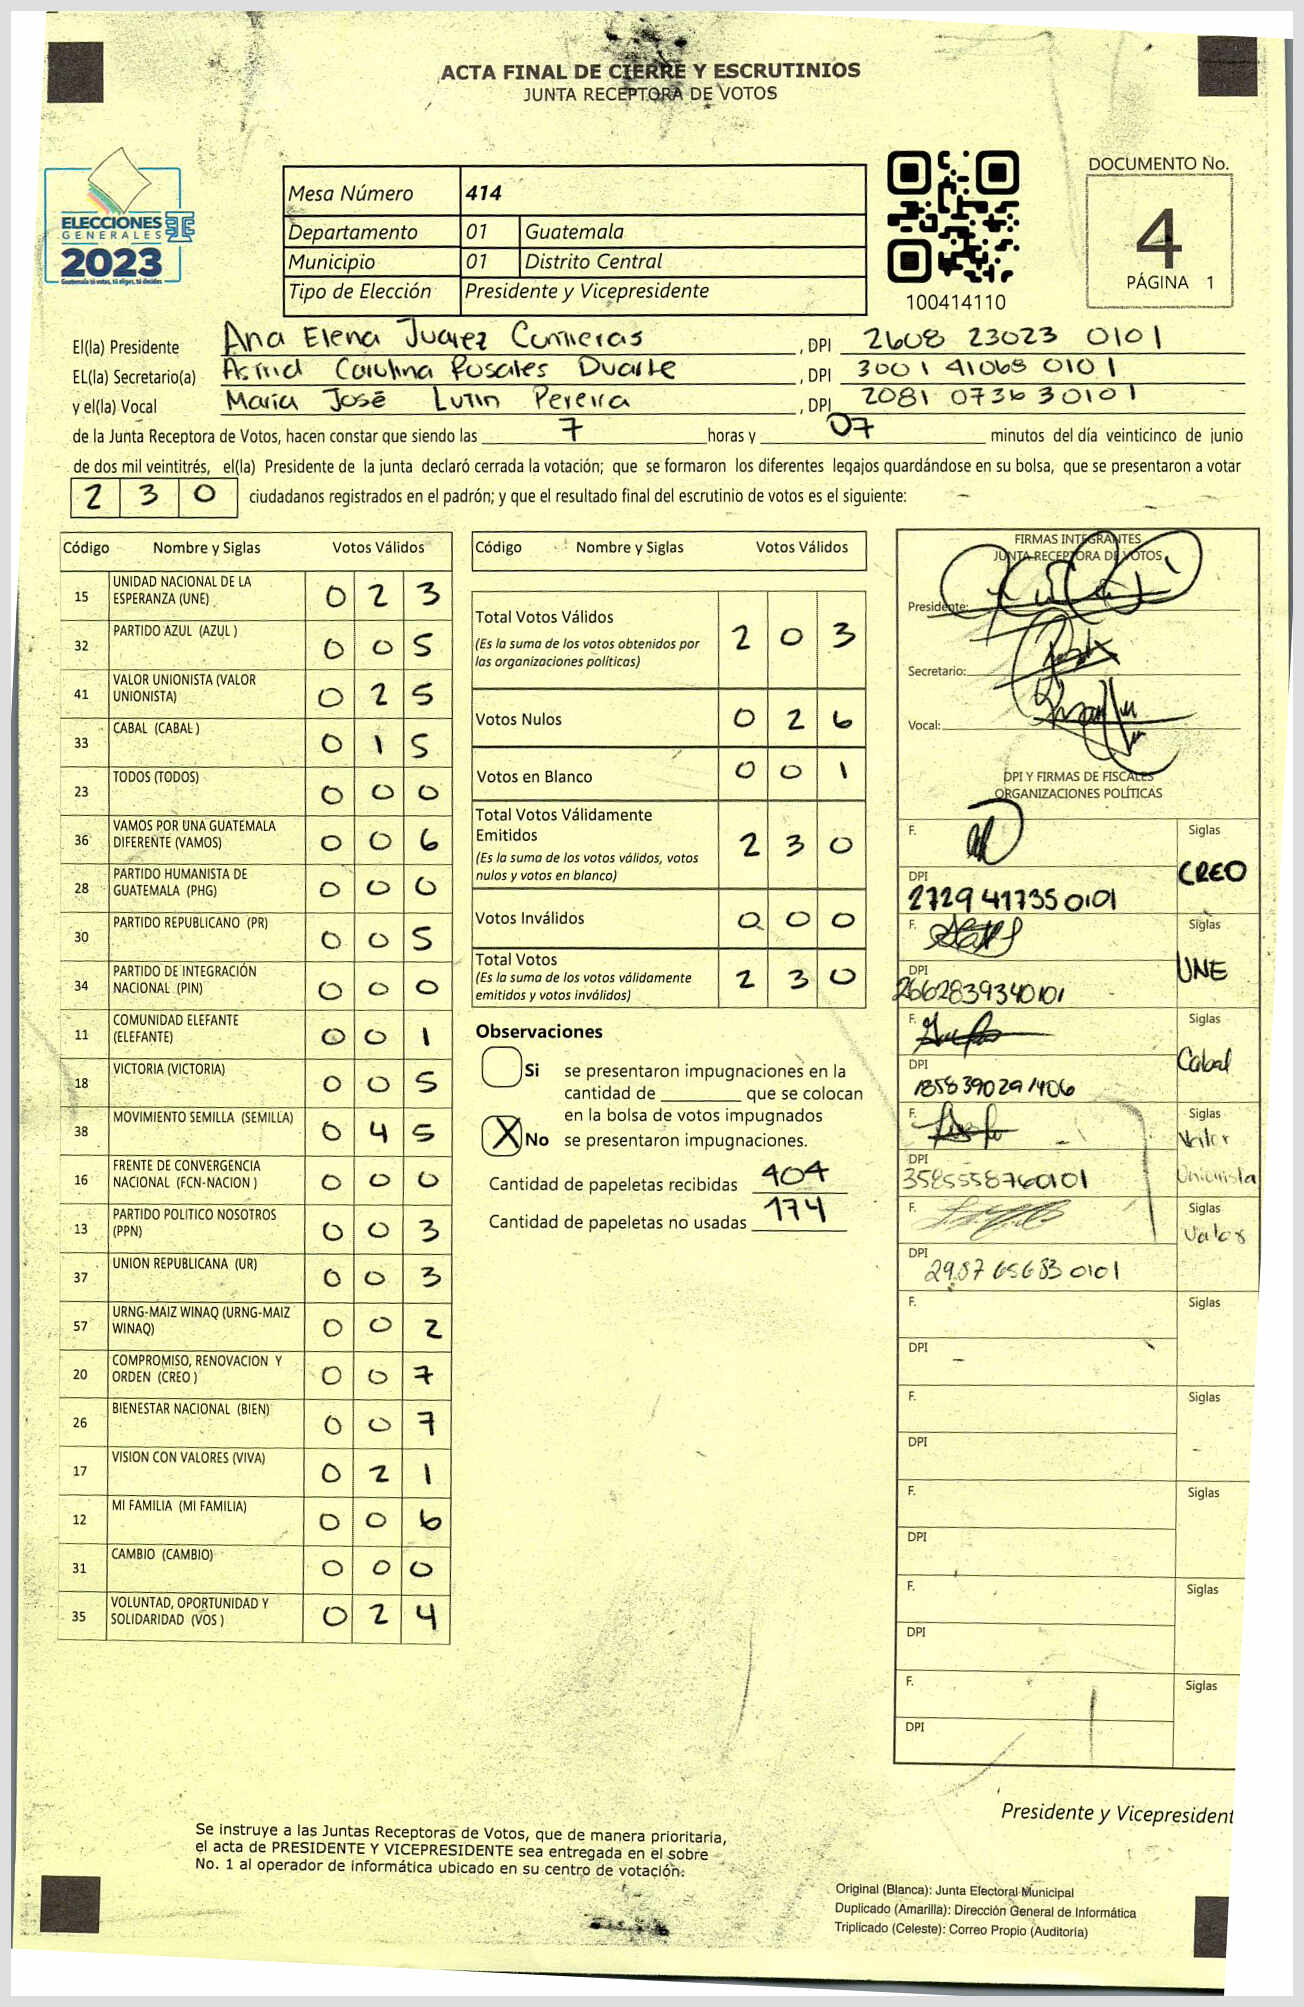 ACTA FINAL DE CIERRE Y ESCRUTINIOS
JUNTA RECEPTORA DE VOTOS
ELECCIONES
GENERALES
2023
Guatemala tú votas, tú eliges, tú decides
Mesa Número 414
Departamento 01 Guatemala
Municipio 01 Distrito Central
Tipo de Elección Presidente y Vicepresidente
100414110
DOCUMENTO No.
4
PÁGINA 1
El(la) Presidente Ana Elena Juarez Contreras, DPI 2608 23023 0101
EL(la) Secretario(a) Astrid Carolina Rosales Duarte, DPI 3001 41068 0101
y el(la) Vocal Maria José Lutin Pereira, DPI 2081 07363 0101
de la Junta Receptora de Votos, hacen constar que siendo las 7 horas y 07 minutos del día veinticinco de junio
de dos mil veintitrés, el(la) Presidente de la junta declaró cerrada la votación; que se formaron los diferentes legajos guardándose en su bolsa, que se presentaron a votar
230 ciudadanos registrados en el padrón; y que el resultado final del escrutinio de votos es el siguiente:
Código Nombre y Siglas Votos Válidos
15 UNIDAD NACIONAL DE LA ESPERANZA (UNE) 0 2 3
32 PARTIDO AZUL (AZUL ) 0 0 5
41 VALOR UNIONISTA (VALOR UNIONISTA) 0 2 5
33 CABAL (CABAL ) 0 1 5
23 TODOS (TODOS) 0 0 0
36 VAMOS POR UNA GUATEMALA DIFERENTE (VAMOS) 0 0 6
28 PARTIDO HUMANISTA DE GUATEMALA (PHG) 0 0 0
30 PARTIDO REPUBLICANO (PR) 0 0 5
34 PARTIDO DE INTEGRACIÓN NACIONAL (PIN) 0 0 0
11 COMUNIDAD ELEFANTE (ELEFANTE) 0 0 1
18 VICTORIA (VICTORIA) 0 0 5
38 MOVIMIENTO SEMILLA (SEMILLA) 0 4 5
16 FRENTE DE CONVERGENCIA NACIONAL (FCN-NACION ) 0 0 0
13 PARTIDO POLITICO NOSOTROS (PPN) 0 0 3
37 UNION REPUBLICANA (UR) 0 0 3
57 URNG-MAIZ WINAQ (URNG-MAIZ WINAQ) 0 0 2
20 COMPROMISO, RENOVACION Y ORDEN (CREO ) 0 0 7
26 BIENESTAR NACIONAL (BIEN) 0 0 7
17 VISION CON VALORES (VIVA) 0 2 1
12 MI FAMILIA (MI FAMILIA) 0 0 6
31 CAMBIO (CAMBIO) 0 0 0
35 VOLUNTAD, OPORTUNIDAD Y SOLIDARIDAD (VOS ) 0 2 4
Código Nombre y Siglas Votos Válidos
Total Votos Válidos 2 0 3
(Es la suma de los votos obtenidos por
las organizaciones políticas)
Votos Nulos 0 2 6
Votos en Blanco 0 0 1
Total Votos Válidamente
Emitidos 2 3 0
(Es la suma de los votos válidos, votos
nulos y votos en blanco)
Votos Inválidos 0 0 0
Total Votos 2 3 0
(Es la suma de los votos válidamente
emitidos y votos inválidos)
Observaciones
Si se presentaron impugnaciones en la
cantidad de ________ que se colocan
en la bolsa de votos impugnados
X No se presentaron impugnaciones.
Cantidad de papeletas recibidas 404
Cantidad de papeletas no usadas 174
FIRMAS INTEGRANTES
JUNTA RECEPTORA DE VOTOS
Presidente:
Secretario:
Vocal:
DPI Y FIRMAS DE FISCALES
ORGANIZACIONES POLÍTICAS
F. Siglas
CREO
DPI
2729 41735 0101
F. Siglas
UNE
DPI
2662839340101
F. Siglas
Cabal
DPI
1858390291406
F. Siglas
Valor
Unionista
DPI
3585558760101
F. Siglas
Valor
DPI
2987 65683 0101
F. Siglas
DPI
F. Siglas
DPI
F. Siglas
DPI
F. Siglas
DPI
F. Siglas
DPI
Presidente y Vicepresident
Se instruye a las Juntas Receptoras de Votos, que de manera prioritaria,
el acta de PRESIDENTE Y VICEPRESIDENTE sea entregada en el sobre
No. 1 al operador de informática ubicado en su centro de votación.
Original (Blanca): Junta Electoral Municipal
Duplicado (Amarilla): Dirección General de Informática
Triplicado (Celeste): Correo Propio (Auditoría)